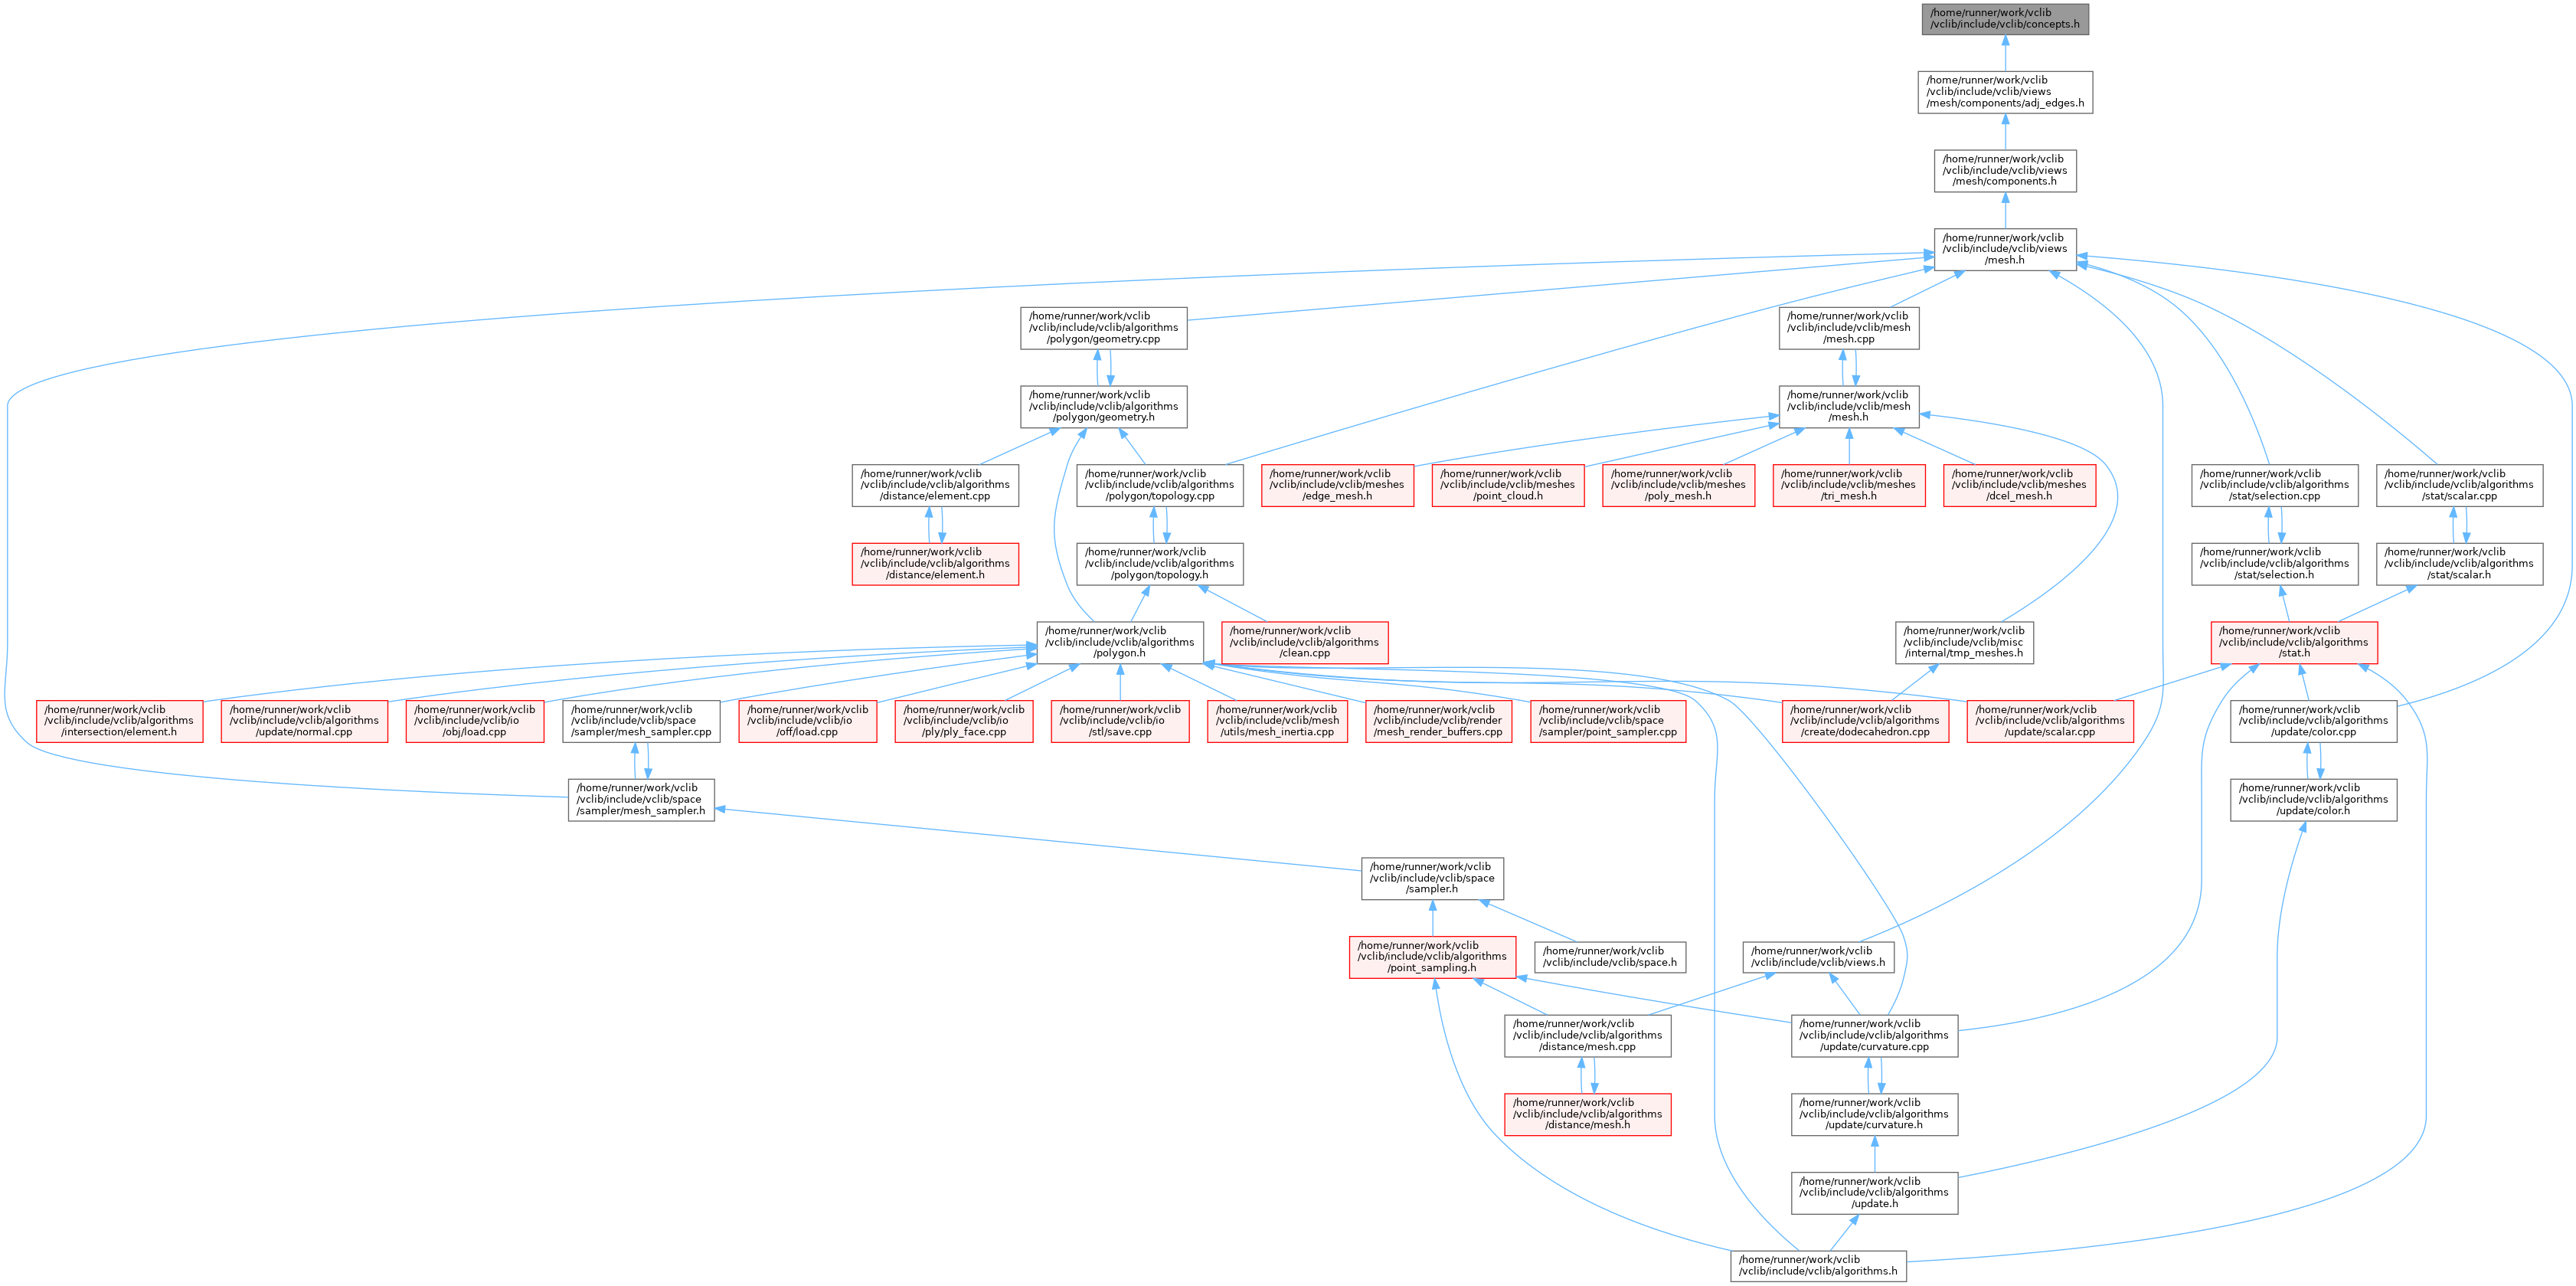 /home/runner/work/vclib
/vclib/include/vclib/concepts.h
/home/runner/work/vclib
/vclib/include/vclib/views
/mesh/components/adj_edges.h
/home/runner/work/vclib
/vclib/include/vclib/views
/mesh/components.h
/home/runner/work/vclib
/vclib/include/vclib/views
/mesh.h
/home/runner/work/vclib
/vclib/include/vclib/algorithms
/polygon/geometry.cpp
/home/runner/work/vclib
/vclib/include/vclib/mesh
/mesh.cpp
/home/runner/work/vclib
/vclib/include/vclib/algorithms
/polygon/geometry.h
/home/runner/work/vclib
/vclib/include/vclib/mesh
/mesh.h
/home/runner/work/vclib
/vclib/include/vclib/algorithms
/distance/element.cpp
/home/runner/work/vclib
/vclib/include/vclib/algorithms
/polygon/topology.cpp
/home/runner/work/vclib
/vclib/include/vclib/meshes
/edge_mesh.h
/home/runner/work/vclib
/vclib/include/vclib/meshes
/point_cloud.h
/home/runner/work/vclib
/vclib/include/vclib/meshes
/poly_mesh.h
/home/runner/work/vclib
/vclib/include/vclib/meshes
/tri_mesh.h
/home/runner/work/vclib
/vclib/include/vclib/meshes
/dcel_mesh.h
/home/runner/work/vclib
/vclib/include/vclib/algorithms
/stat/selection.cpp
/home/runner/work/vclib
/vclib/include/vclib/algorithms
/stat/scalar.cpp
/home/runner/work/vclib
/vclib/include/vclib/algorithms
/distance/element.h
/home/runner/work/vclib
/vclib/include/vclib/algorithms
/polygon/topology.h
/home/runner/work/vclib
/vclib/include/vclib/algorithms
/stat/selection.h
/home/runner/work/vclib
/vclib/include/vclib/algorithms
/stat/scalar.h
/home/runner/work/vclib
/vclib/include/vclib/algorithms
/polygon.h
/home/runner/work/vclib
/vclib/include/vclib/algorithms
/clean.cpp
/home/runner/work/vclib
/vclib/include/vclib/misc
/internal/tmp_meshes.h
/home/runner/work/vclib
/vclib/include/vclib/algorithms
/stat.h
/home/runner/work/vclib
/vclib/include/vclib/algorithms
/intersection/element.h
/home/runner/work/vclib
/vclib/include/vclib/algorithms
/update/normal.cpp
/home/runner/work/vclib
/vclib/include/vclib/io
/obj/load.cpp
/home/runner/work/vclib
/vclib/include/vclib/space
/sampler/mesh_sampler.cpp
/home/runner/work/vclib
/vclib/include/vclib/io
/off/load.cpp
/home/runner/work/vclib
/vclib/include/vclib/io
/ply/ply_face.cpp
/home/runner/work/vclib
/vclib/include/vclib/io
/stl/save.cpp
/home/runner/work/vclib
/vclib/include/vclib/mesh
/utils/mesh_inertia.cpp
/home/runner/work/vclib
/vclib/include/vclib/render
/mesh_render_buffers.cpp
/home/runner/work/vclib
/vclib/include/vclib/space
/sampler/point_sampler.cpp
/home/runner/work/vclib
/vclib/include/vclib/algorithms
/create/dodecahedron.cpp
/home/runner/work/vclib
/vclib/include/vclib/algorithms
/update/scalar.cpp
/home/runner/work/vclib
/vclib/include/vclib/algorithms
/update/color.cpp
/home/runner/work/vclib
/vclib/include/vclib/space
/sampler/mesh_sampler.h
/home/runner/work/vclib
/vclib/include/vclib/algorithms
/update/color.h
/home/runner/work/vclib
/vclib/include/vclib/space
/sampler.h
/home/runner/work/vclib
/vclib/include/vclib/algorithms
/point_sampling.h
/home/runner/work/vclib
/vclib/include/vclib/space.h
/home/runner/work/vclib
/vclib/include/vclib/views.h
/home/runner/work/vclib
/vclib/include/vclib/algorithms
/distance/mesh.cpp
/home/runner/work/vclib
/vclib/include/vclib/algorithms
/update/curvature.cpp
/home/runner/work/vclib
/vclib/include/vclib/algorithms
/distance/mesh.h
/home/runner/work/vclib
/vclib/include/vclib/algorithms
/update/curvature.h
/home/runner/work/vclib
/vclib/include/vclib/algorithms
/update.h
/home/runner/work/vclib
/vclib/include/vclib/algorithms.h